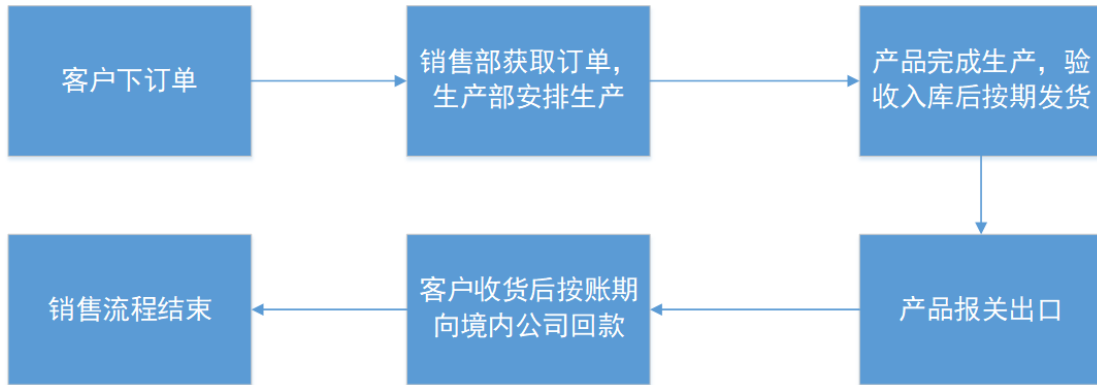 客户下订单
销售部获取订单，
生产部安排生产
产品完成生产，验
收入库后按期发货
产品报关出口
客户收货后按账期
向境内公司回款
销售流程结束